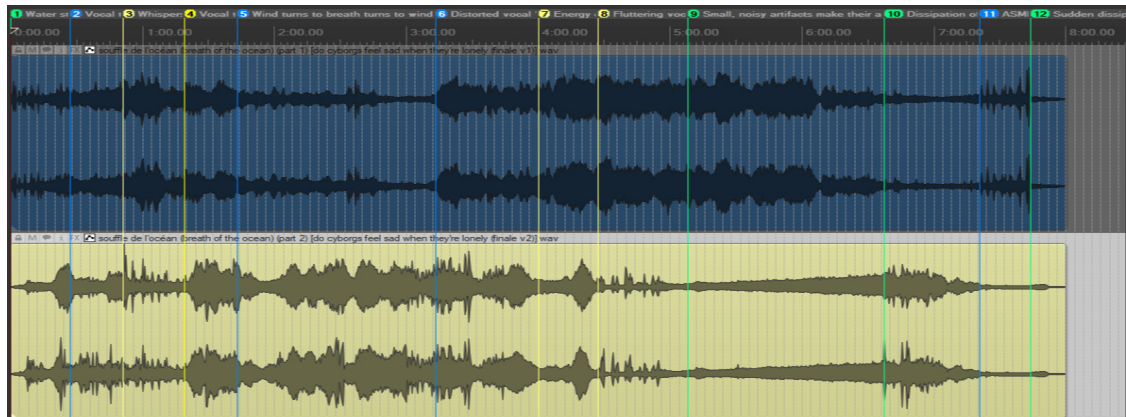 1 Water st 2 Vocal 3 Whisper 4 Vocal 5 Wind turns to breath turns to wind 6 Distorted vocal 7 Energy 8 Fluttering voc 9 Small, noisy artifacts make their a 10 Dissipation o 11 ASM 12 Sudden dissip
0:00.00 1:00.00 2:00.00 3:00.00 4:00.00 5:00.00 6:00.00 7:00.00 8:00.00
M FX souffle de l'océan (breath of the ocean) (part 1) [do cyborgs feel sad when they're lonely (finale v1)].wav
M FX souffle de l'océan (breath of the ocean) (part 2) [do cyborgs feel sad when they're lonely (finale v2)].wav